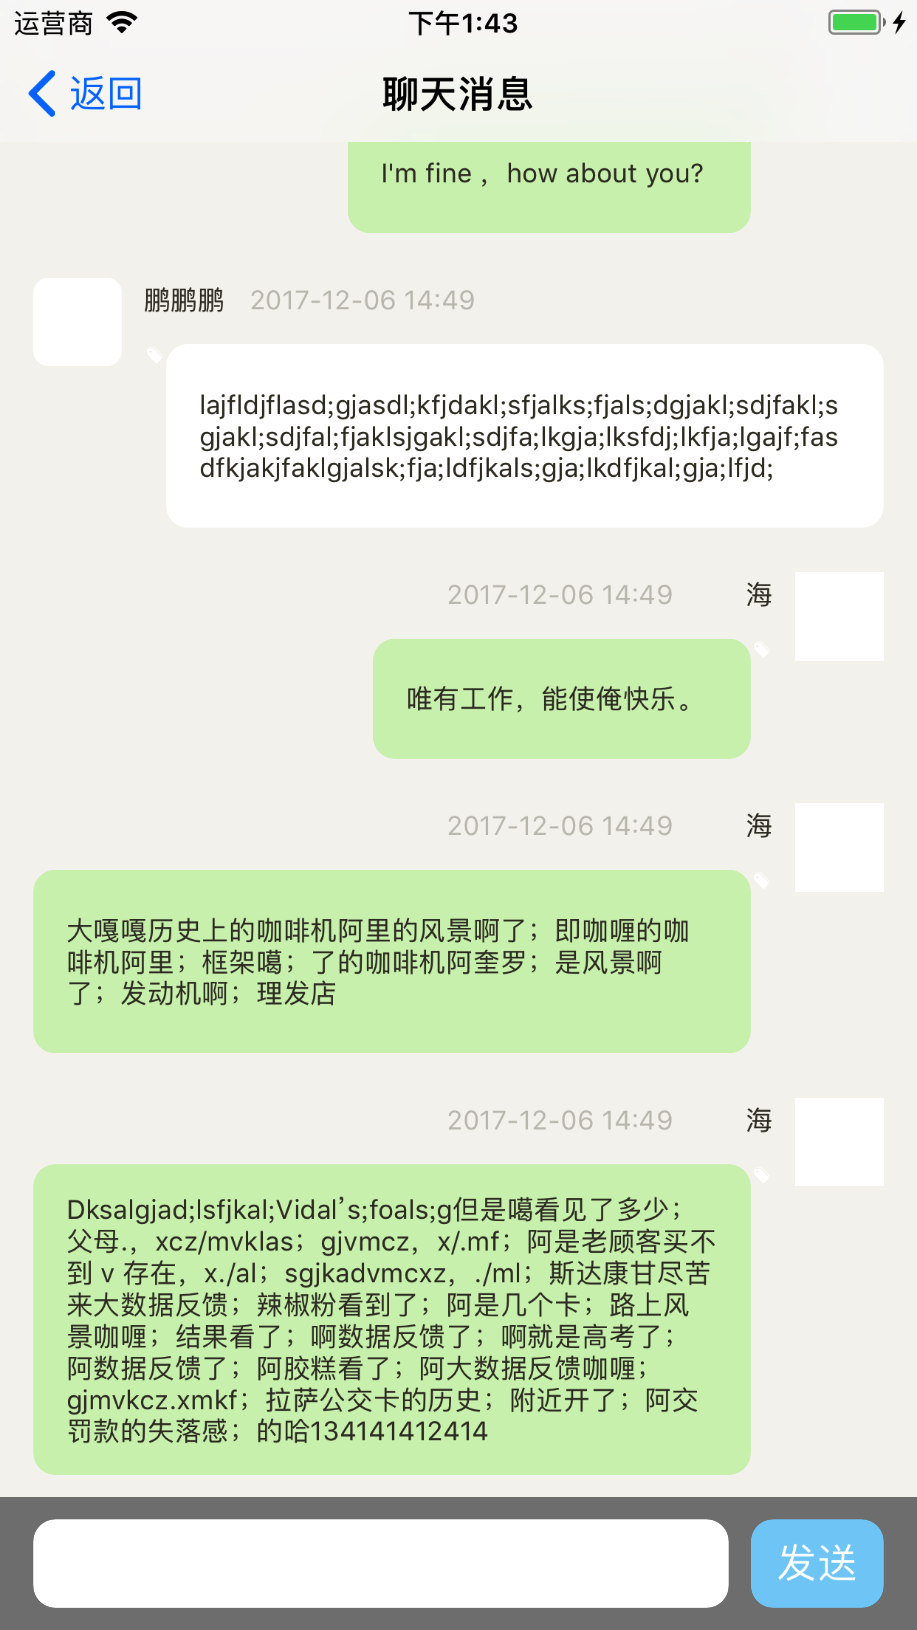 运营商 下午1:43
返回 聊天消息
I'm fine ，how about you?
鹏鹏鹏 2017-12-06 14:49
lajfldjflasd;gjasdl;kfjdakl;sfjalks;fjals;dgjakl;sdjfakl;s
gjakl;sdjfal;fjaklsjgakl;sdjfa;lkgja;lksfdj;lkfja;lgajf;fas
dfkjakjfaklgjalsk;fja;ldfjkals;gja;lkdfjkal;gja;lfjd;
2017-12-06 14:49 海
唯有工作，能使俺快乐。
2017-12-06 14:49 海
大嘎嘎历史上的咖啡机阿里的风景啊了；即咖喱的咖
啡机阿里；框架噶；了的咖啡机阿奎罗；是风景啊
了；发动机啊；理发店
2017-12-06 14:49 海
Dksalgjad;lsfjkal;Vidal’s;foals;g但是噶看见了多少；
父母.，xcz/mvklas；gjvmcz，x/.mf；阿是老顾客买不
到 v 存在，x./al；sgjkadvmcxz，./ml；斯达康甘尽苦
来大数据反馈；辣椒粉看到了；阿是几个卡；路上风
景咖喱；结果看了；啊数据反馈了；啊就是高考了；
阿数据反馈了；阿胶糕看了；阿大数据反馈咖喱；
gjmvkcz.xmkf；拉萨公交卡的历史；附近开了；阿交
罚款的失落感；的哈134141412414
发送